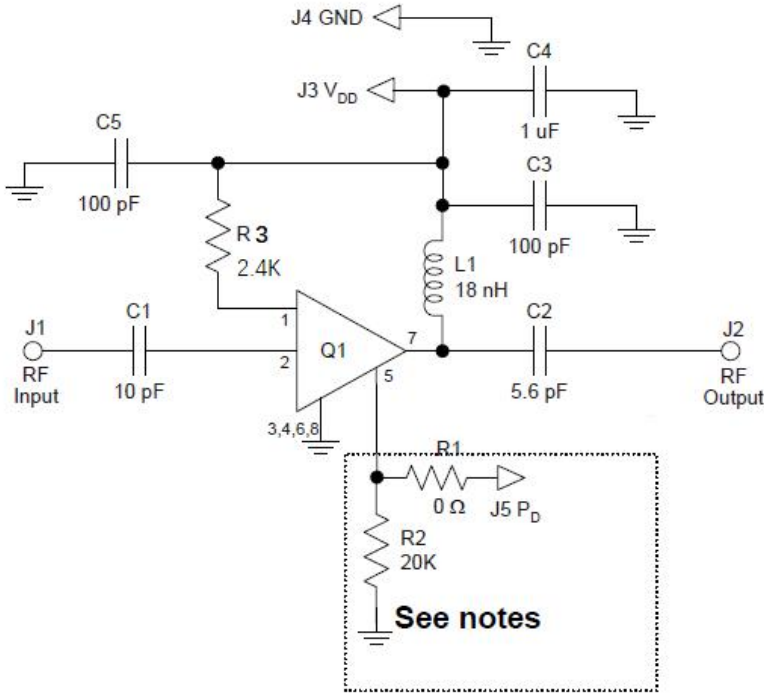 J4 GND
C4
J3 V_DD
1 uF
C5
C3
100 pF
100 pF
R 3
2.4K
L1
18 nH
C1
C2
J1
J2
1
7
Q1
2
5
RF
Input
10 pF
5.6 pF
RF
Output
3,4,6,8
R1
0 Ω
J5 P_D
R2
20K
See notes